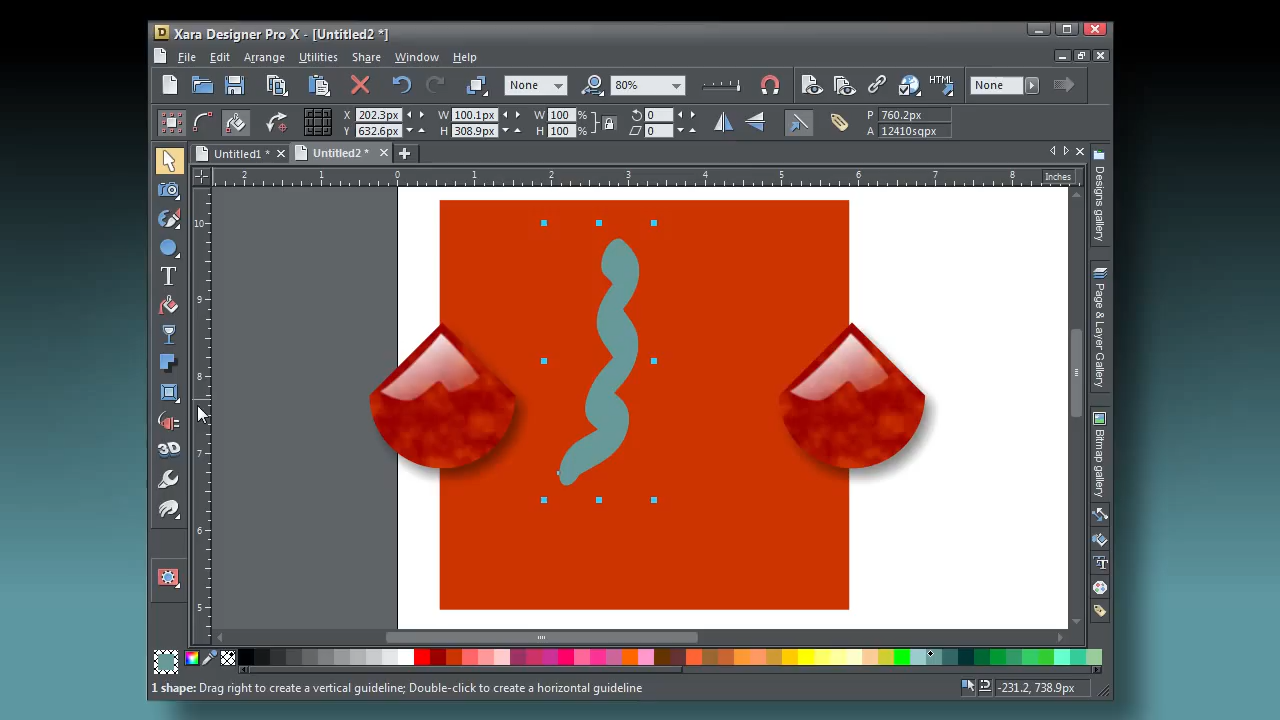 Xara Designer Pro X - [Untitled2 *]
File Edit Arrange Utilities Share Window Help
None 80% HTML None
X 202.3px W 100.1px W 100 % 0 P 760.2px
Y 632.6px H 308.9px H 100 % 0 A 12410sqpx
Untitled1 * Untitled2 *
2 1 0 1 2 3 4 5 6 7 8 Inches
10
9
8
7
6
5
T
3D
Designs gallery
Page & Layer Gallery
Bitmap gallery
1 shape: Drag right to create a vertical guideline; Double-click to create a horizontal guideline -231.2, 738.9px